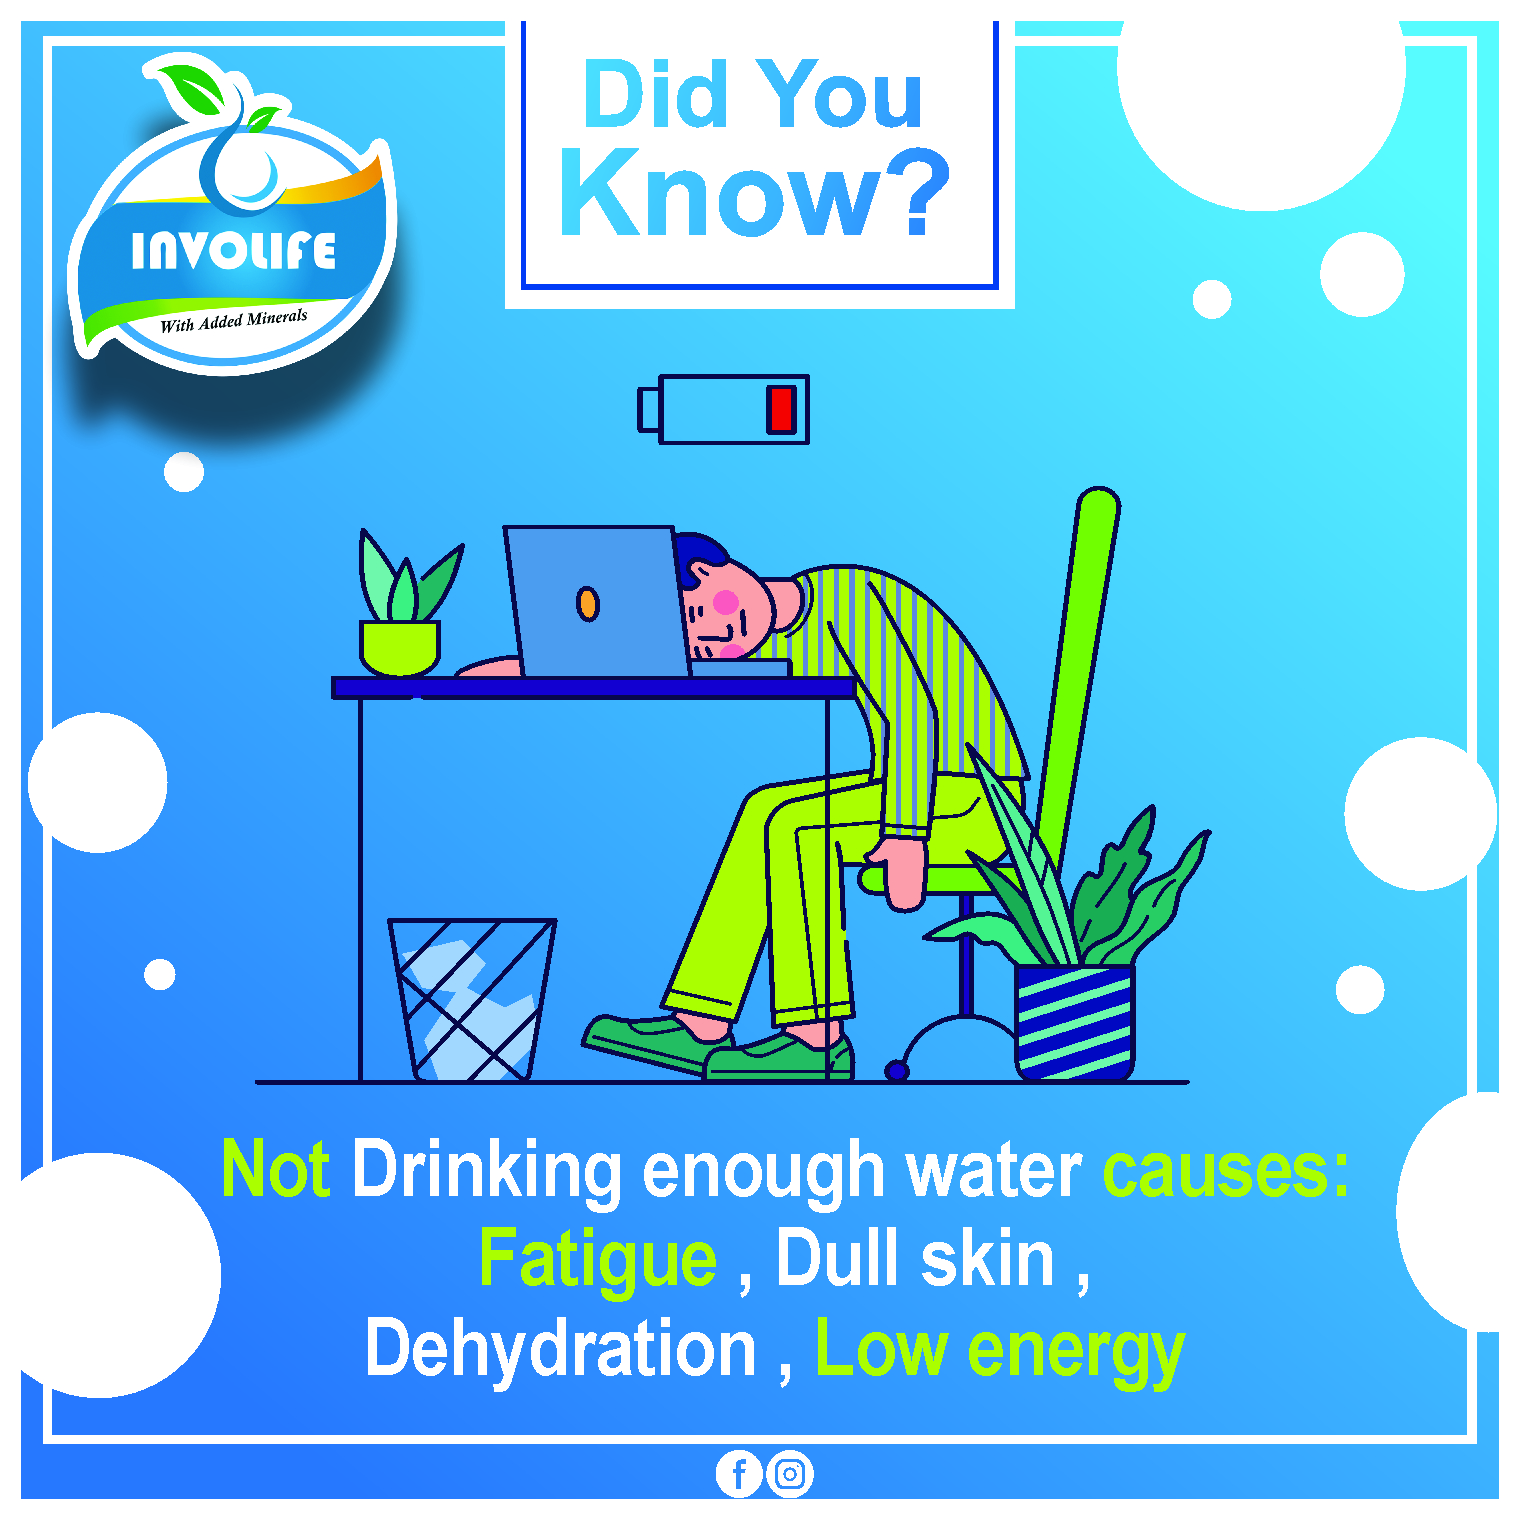 INVOLIFE
With Added Minerals
Did You
Know?
Not Drinking enough water causes:
Fatigue , Dull skin ,
Dehydration , Low energy